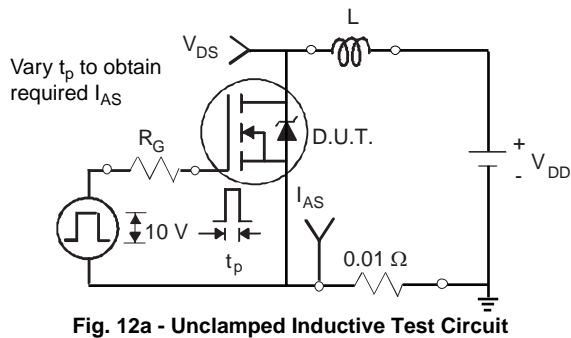 L
V_DS
Vary t_p to obtain
required I_AS
R_G
D.U.T.
+
V_DD
-
I_AS
10 V
t_p
0.01 Ω
Fig. 12a - Unclamped Inductive Test Circuit